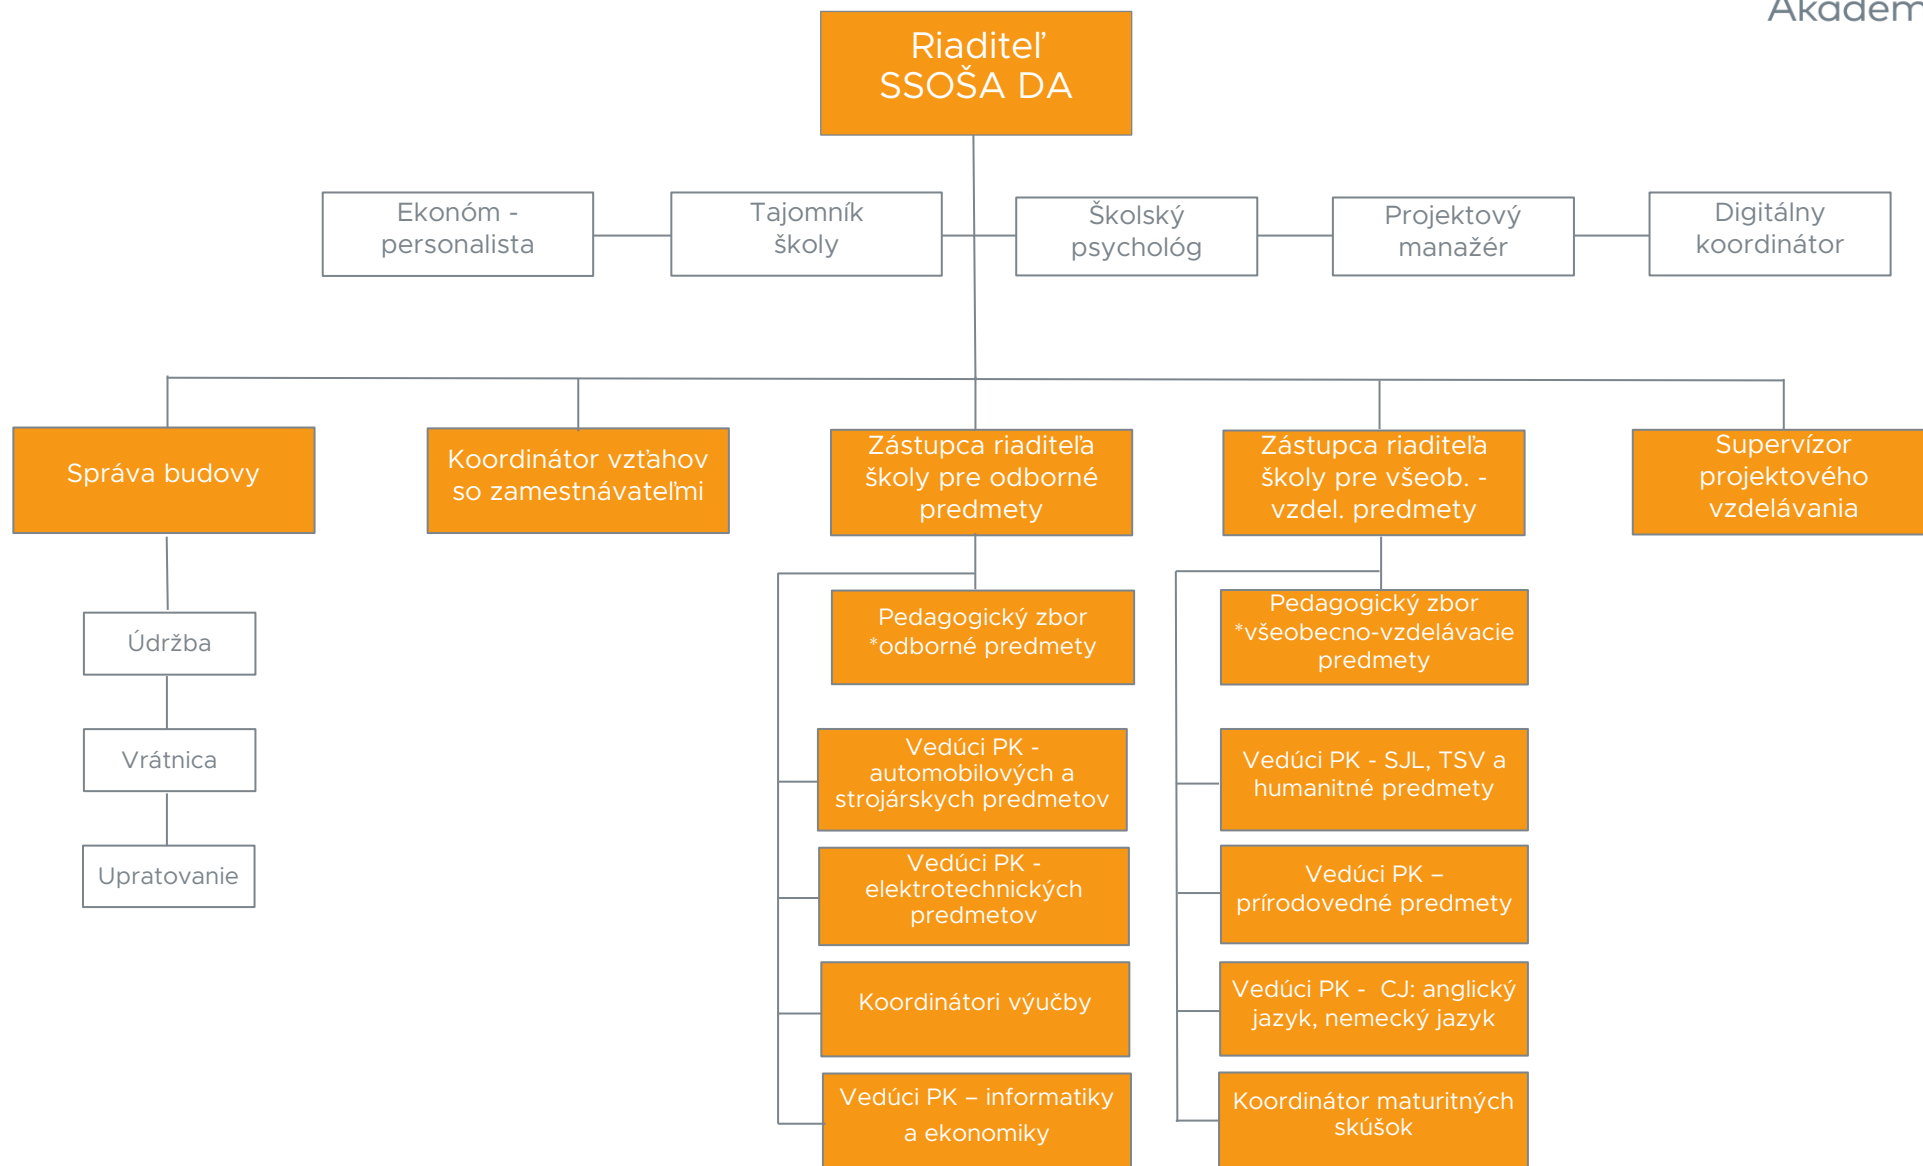 Akadem
Riaditeľ
SSOŠA DA
Ekonóm -
personalista
Tajomník
školy
Školský
psychológ
Projektový
manažér
Digitálny
koordinátor
Správa budovy
Koordinátor vzťahov
so zamestnávateľmi
Zástupca riaditeľa
školy pre odborné
predmety
Zástupca riaditeľa
školy pre všeob. -
vzdel. predmety
Supervízor
projektového
vzdelávania
Údržba
Vrátnica
Upratovanie
Pedagogický zbor
*odborné predmety
Vedúci PK -
automobilových a
strojárskych predmetov
Vedúci PK -
elektrotechnických
predmetov
Koordinátori výučby
Vedúci PK – informatiky
a ekonomiky
Pedagogický zbor
*všeobecno-vzdelávacie
predmety
Vedúci PK - SJL, TSV a
humanitné predmety
Vedúci PK –
prírodovedné predmety
Vedúci PK -  CJ: anglický
jazyk, nemecký jazyk
Koordinátor maturitných
skúšok